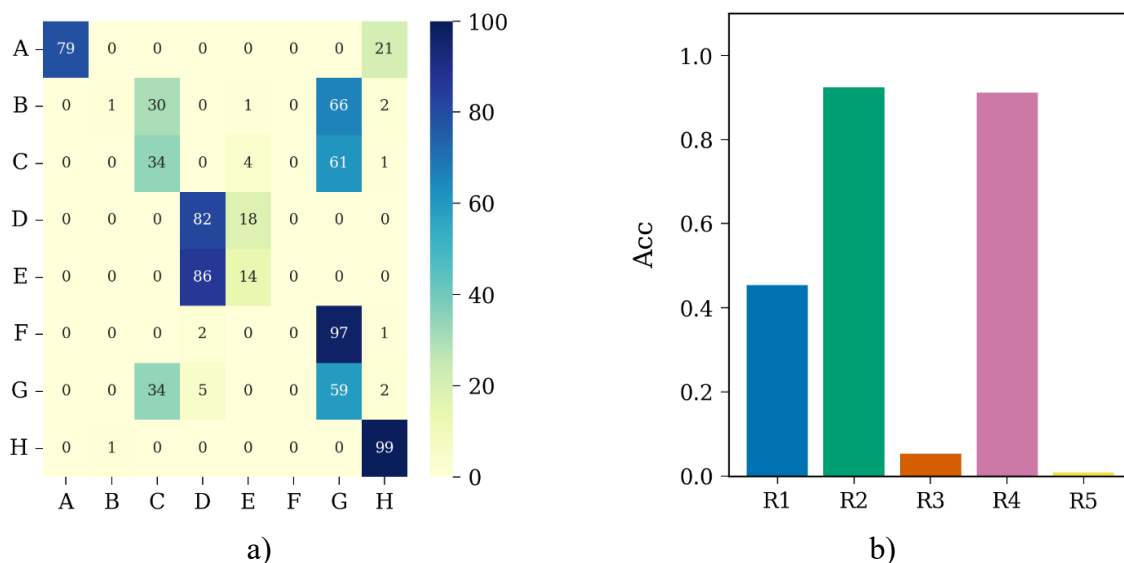 A 79 0 0 0 0 0 0 21
B 0 1 30 0 1 0 66 2
C 0 0 34 0 4 0 61 1
D 0 0 0 82 18 0 0 0
E 0 0 0 86 14 0 0 0
F 0 0 0 2 0 0 97 1
G 0 0 34 5 0 0 59 2
H 0 1 0 0 0 0 0 99
A B C D E F G H
100
80
60
40
20
0
a)
Acc
1.0
0.8
0.6
0.4
0.2
0.0
R1 R2 R3 R4 R5
b)